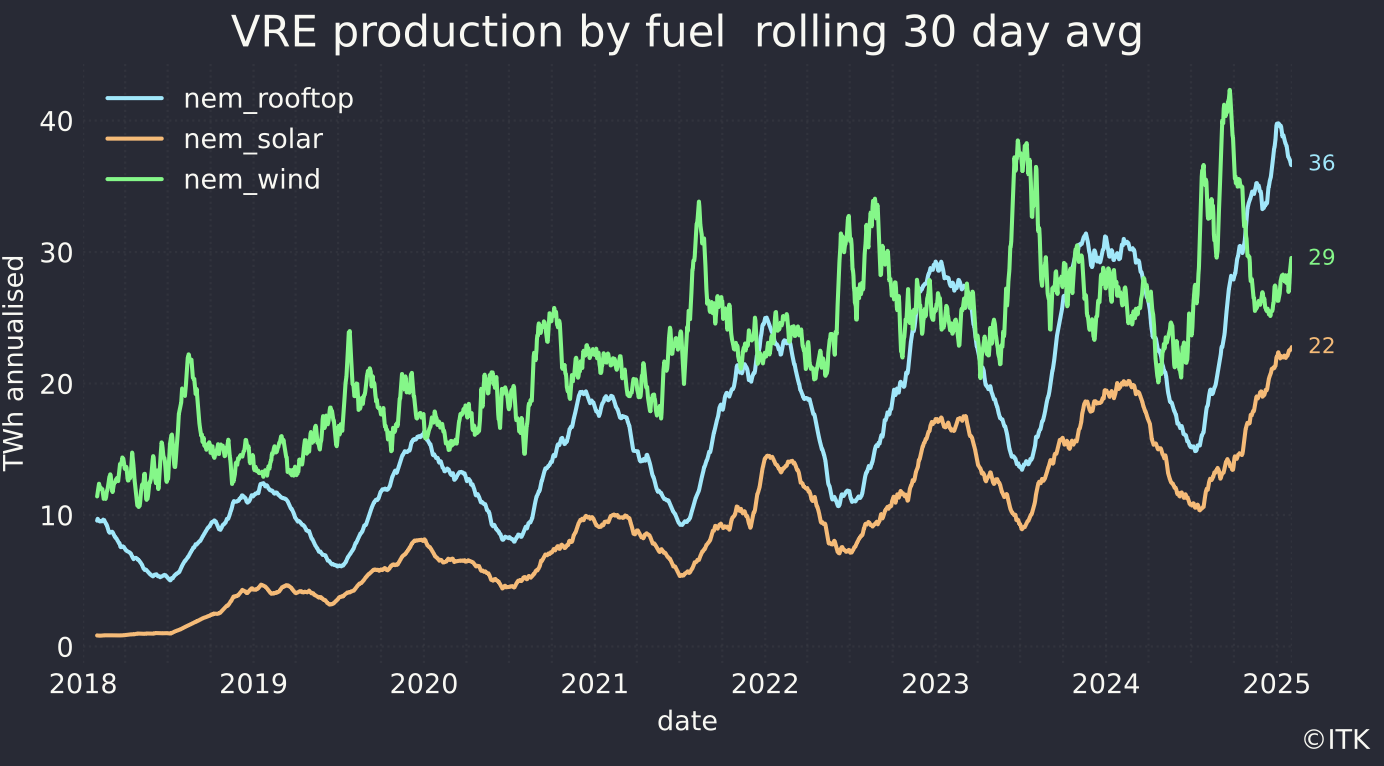 VRE production by fuel  rolling 30 day avg
nem_rooftop
nem_solar
nem_wind
TWh annualised
40
30
20
10
0
36
29
22
2018 2019 2020 2021 2022 2023 2024 2025
date
©ITK